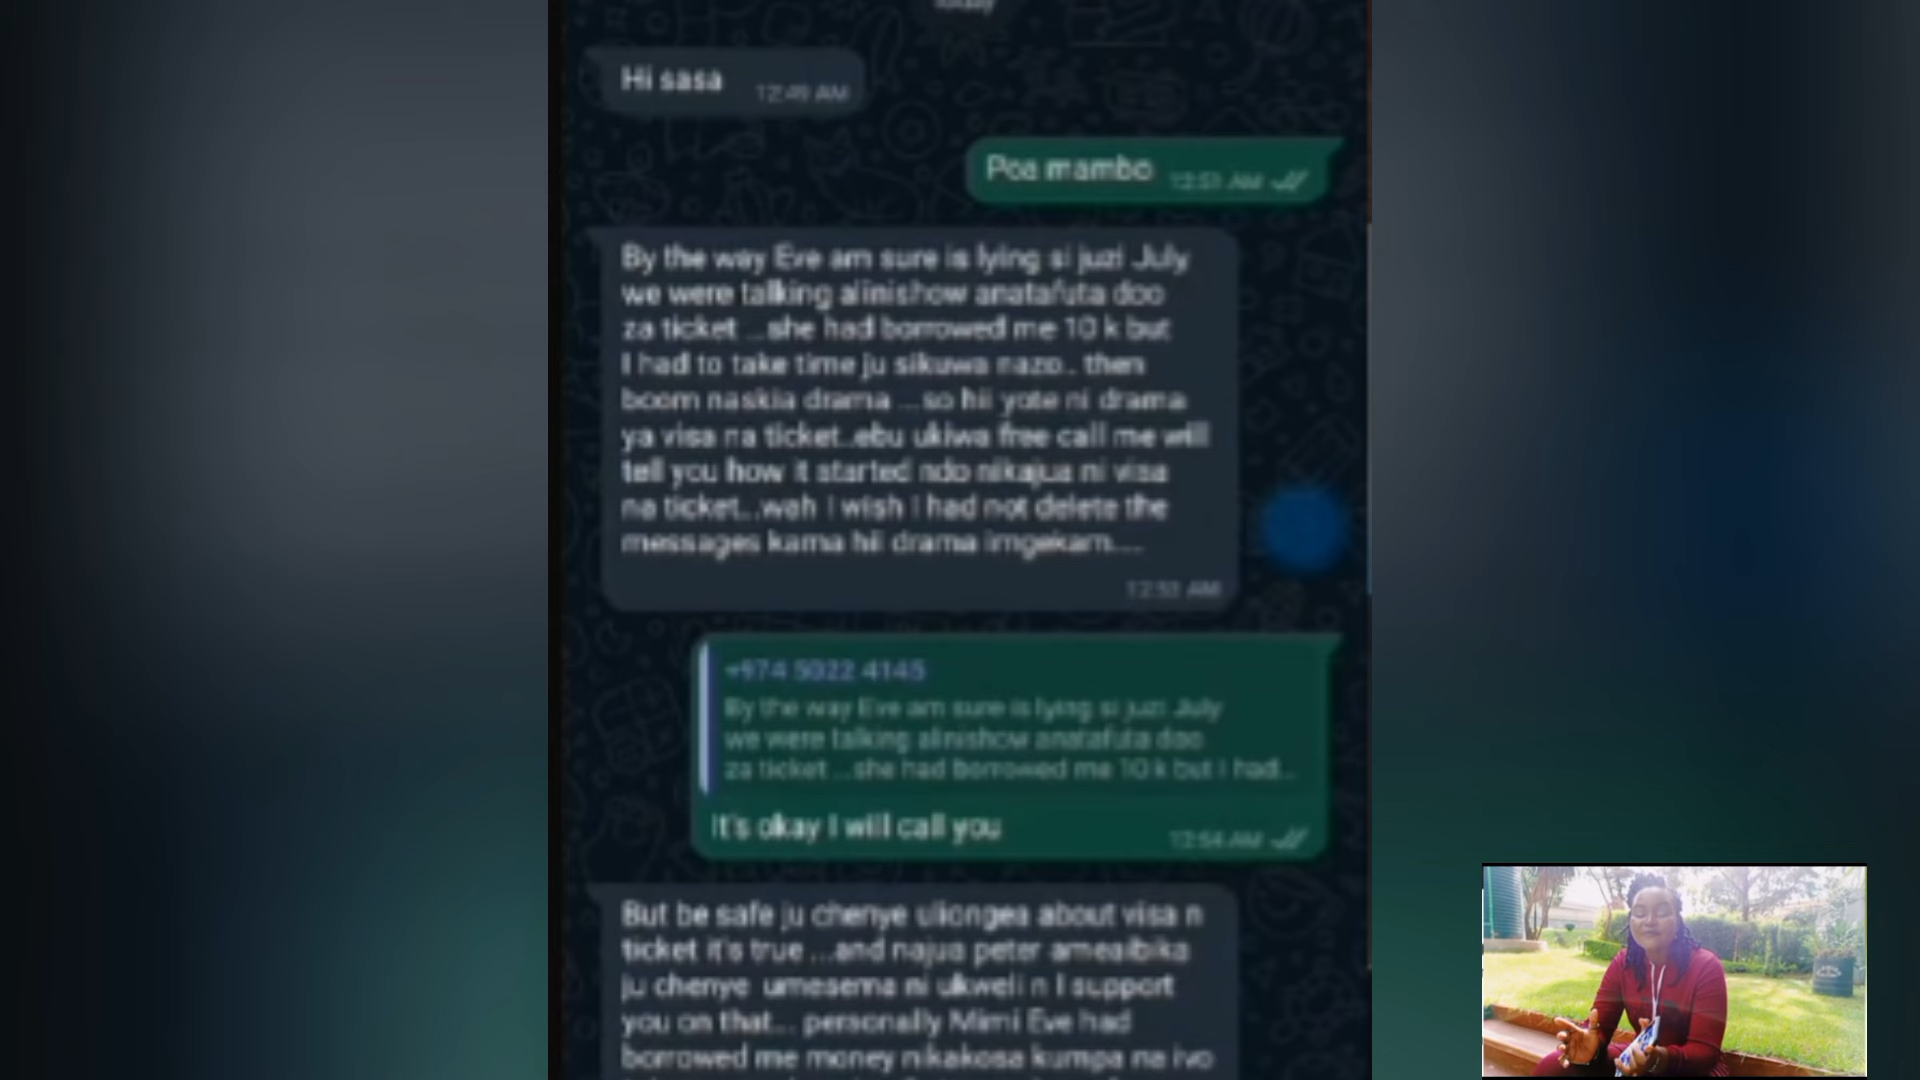 Today
Hi sasa
12:49 AM
Poa mambo
12:51 AM
By the way Eve am sure is lying si juzi July
we were talking alinishow anatafuta doo
za ticket ...she had borrowed me 10 k but
I had to take time ju sikuwa nazo.. then
boom naskia drama ...so hii yote ni drama
ya visa na ticket..ebu ukiwa free call me will
tell you how it started ndo nikajua ni visa
na ticket...wah I wish I had not delete the
messages kama hii drama imgekam....
12:53 AM
+974 5022 4145
By the way Eve am sure is lying si juzi July
we were talking alinishow anatafuta doo
za ticket ...she had borrowed me 10 k but I had...
It's okay I will call you
12:54 AM
But be safe ju chenye uliongea about visa n
ticket it's true ...and najua peter ameaibika
ju chenye umesema ni ukweli n I support
you on that... personally Mimi Eve had
borrowed me money nikakosa kumpa na ivo